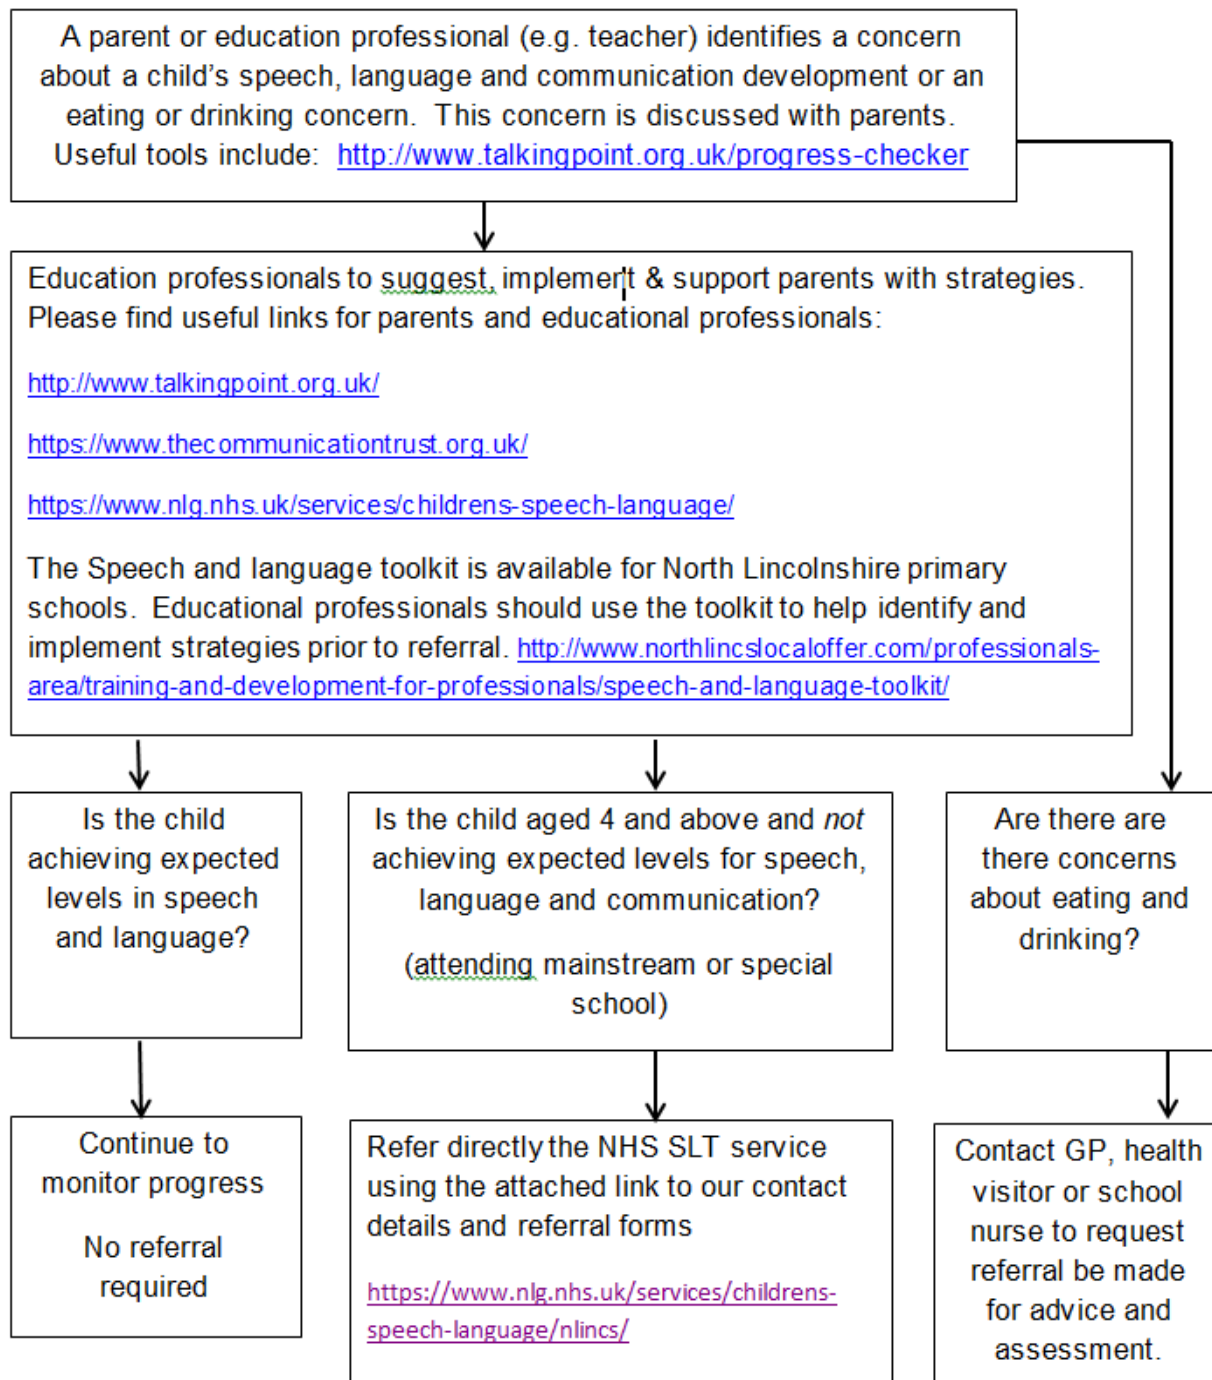 A parent or education professional (e.g. teacher) identifies a concern
about a child's speech, language and communication development or an
eating or drinking concern.  This concern is discussed with parents.
Useful tools include:  http://www.talkingpoint.org.uk/progress-checker
Education professionals to suggest, implement & support parents with strategies.
Please find useful links for parents and educational professionals:
http://www.talkingpoint.org.uk/
https://www.thecommunicationtrust.org.uk/
https://www.nlg.nhs.uk/services/childrens-speech-language/
The Speech and language toolkit is available for North Lincolnshire primary
schools.  Educational professionals should use the toolkit to help identify and
implement strategies prior to referral. http://www.northlincslocaloffer.com/professionals-
area/training-and-development-for-professionals/speech-and-language-toolkit/
Is the child
achieving expected
levels in speech
and language?
Is the child aged 4 and above and not
achieving expected levels for speech,
language and communication?
(attending mainstream or special
school)
Are there are
there concerns
about eating and
drinking?
Continue to
monitor progress
No referral
required
Refer directly the NHS SLT service
using the attached link to our contact
details and referral forms
https://www.nlg.nhs.uk/services/childrens-
speech-language/nlincs/
Contact GP, health
visitor or school
nurse to request
referral be made
for advice and
assessment.